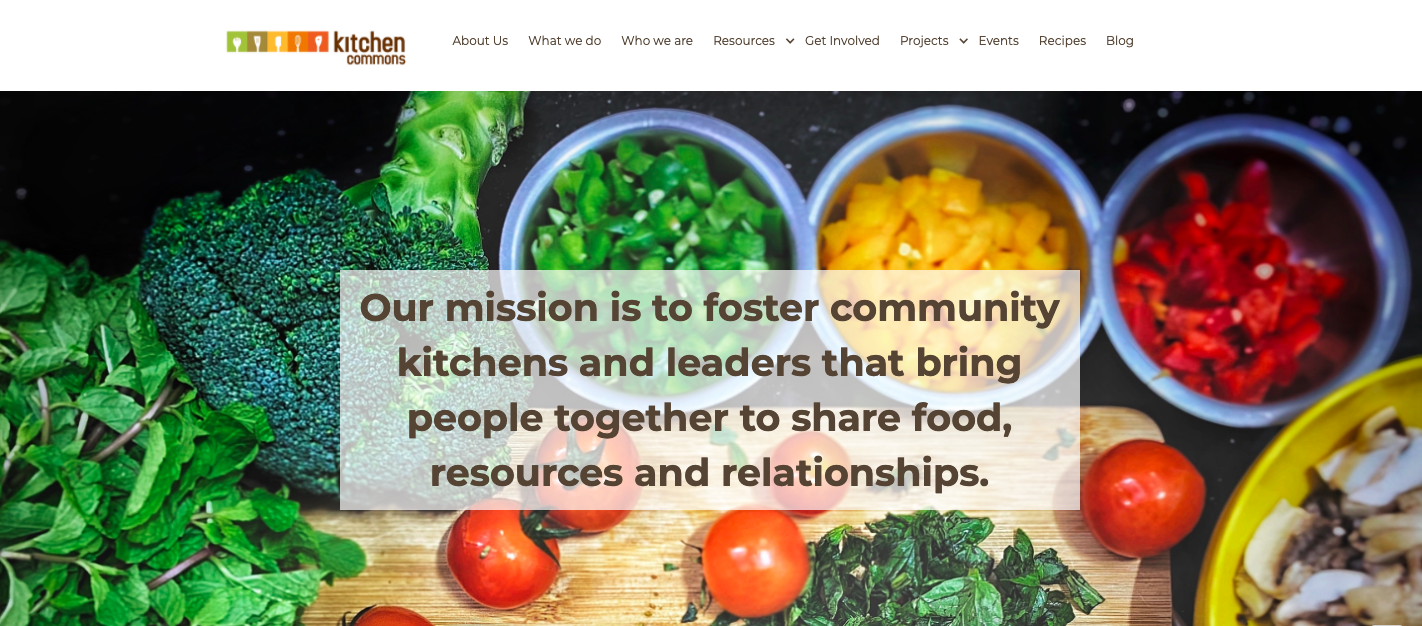 kitchen
commons
About Us What we do Who we are Resources Get Involved Projects Events Recipes Blog
Our mission is to foster community
kitchens and leaders that bring
people together to share food,
resources and relationships.